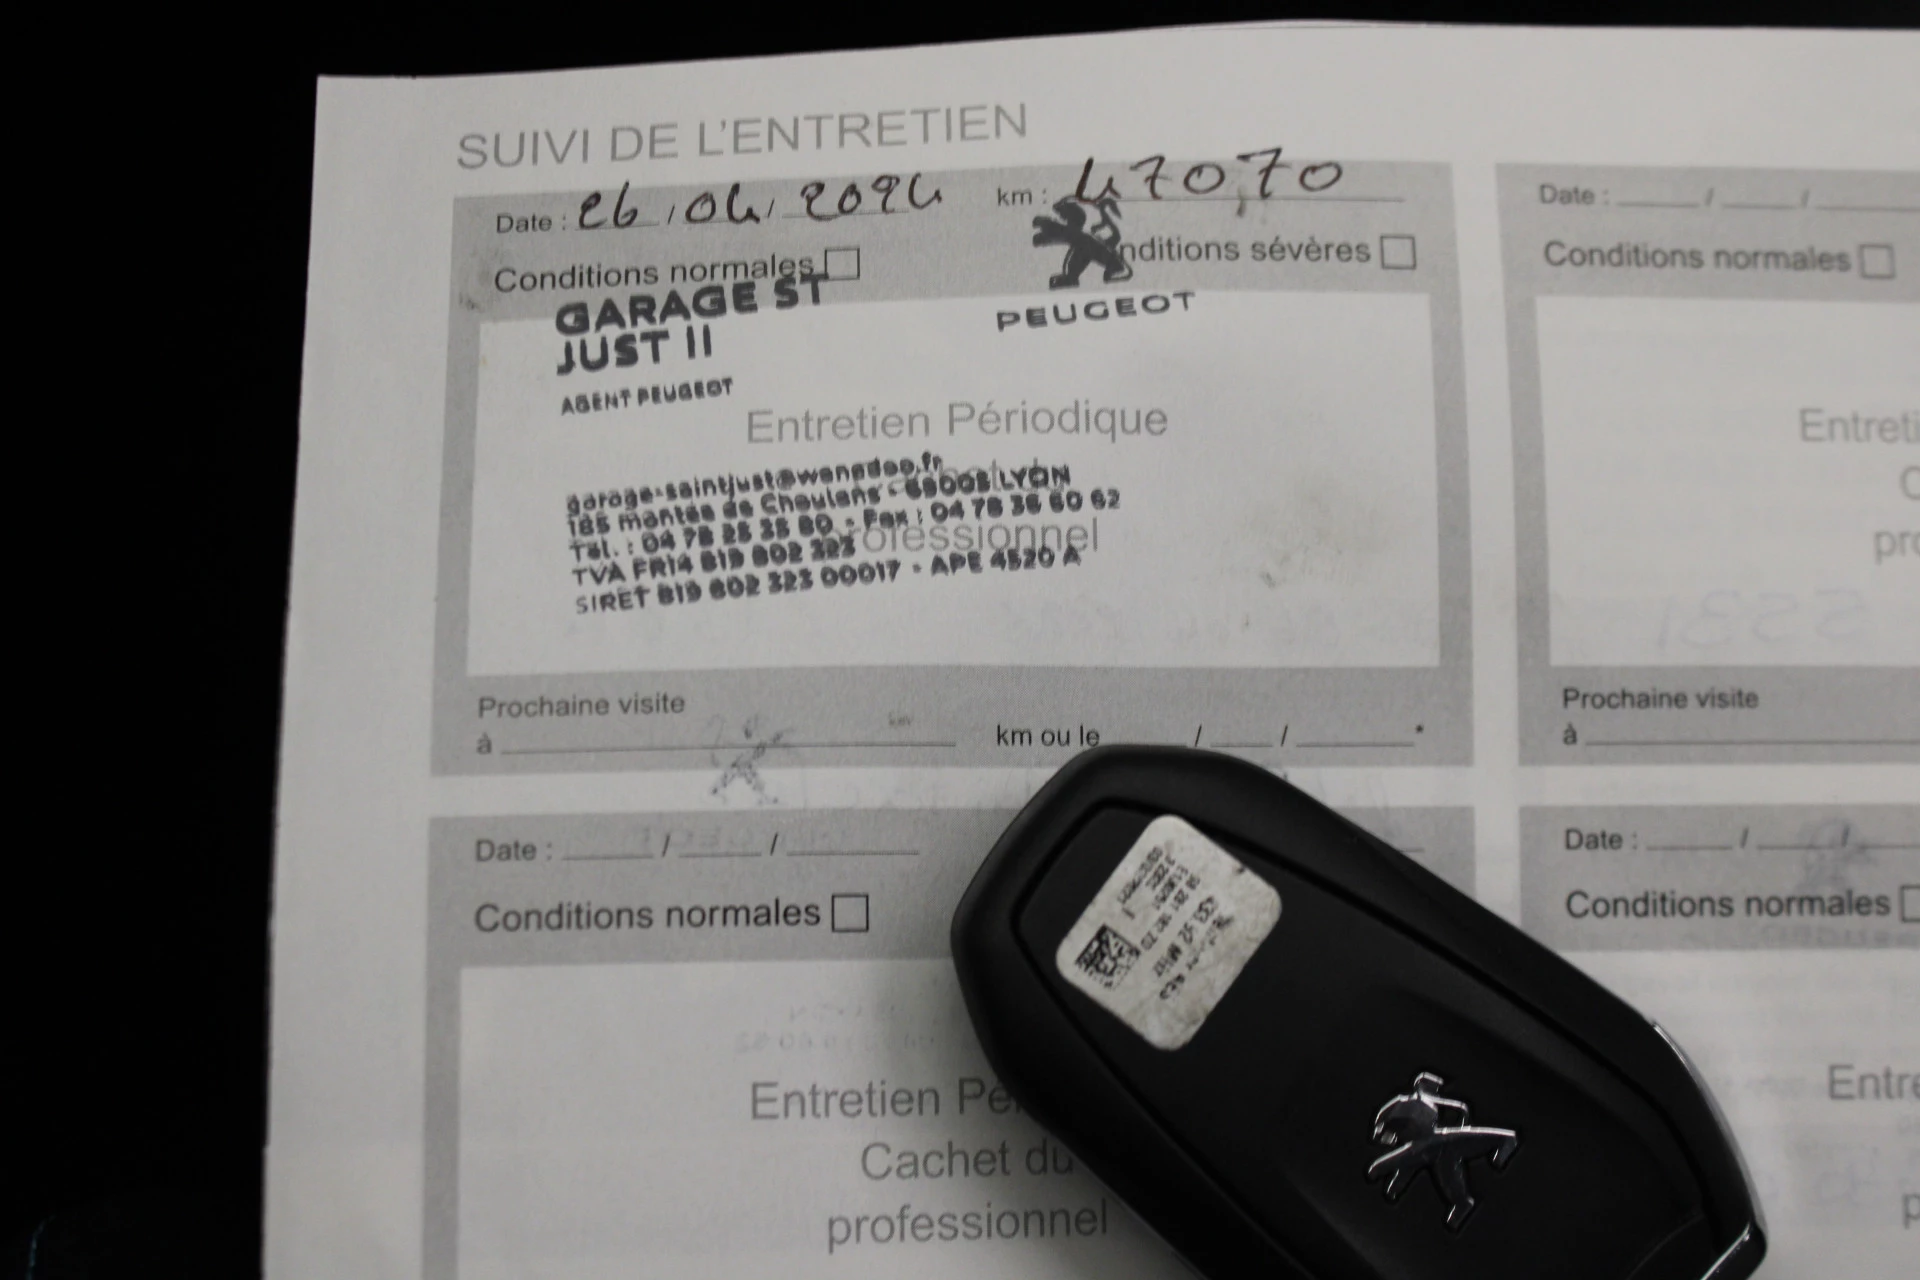 SUIVI DE L'ENTRETIEN
Date : 26 / 04 / 2024 km : 47070
Conditions normales nditions sévères
GARAGE ST
JUST II
AGENT PEUGEOT
PEUGEOT
Entretien Périodique
professionnel
garage-saintjust@wanadoo.fr
185 montée de Choulans - 69005 LYON
Tél. : 04 78 25 35 80 - Fax : 04 78 36 60 62
TVA FR14 819 802 323
SIRET 819 802 323 00017 - APE 4520 A
Prochaine visite
à km ou le / / *
Date : / /
Conditions normales
Entretien Pé
Cachet du
professionnel
Date : / /
Conditions normales
Entreti
C
pro
Prochaine visite
à
Date : / /
Conditions normales
Entre
p